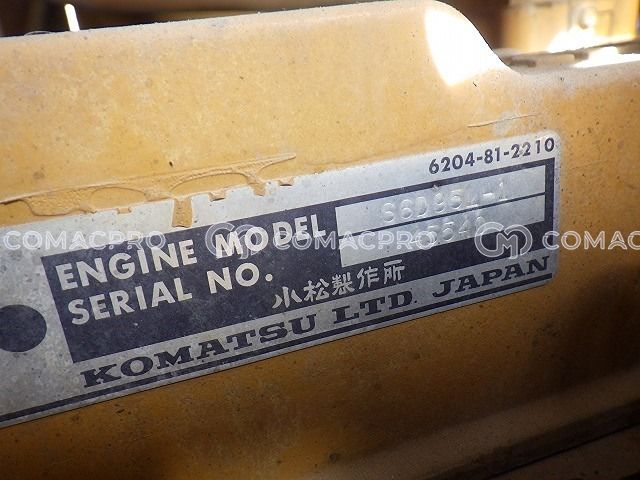 6204-81-2210
ENGINE MODEL S6D95L-1
SERIAL NO.
小松製作所
KOMATSU LTD. JAPAN
COMACPRO COMACPRO COMACPRO